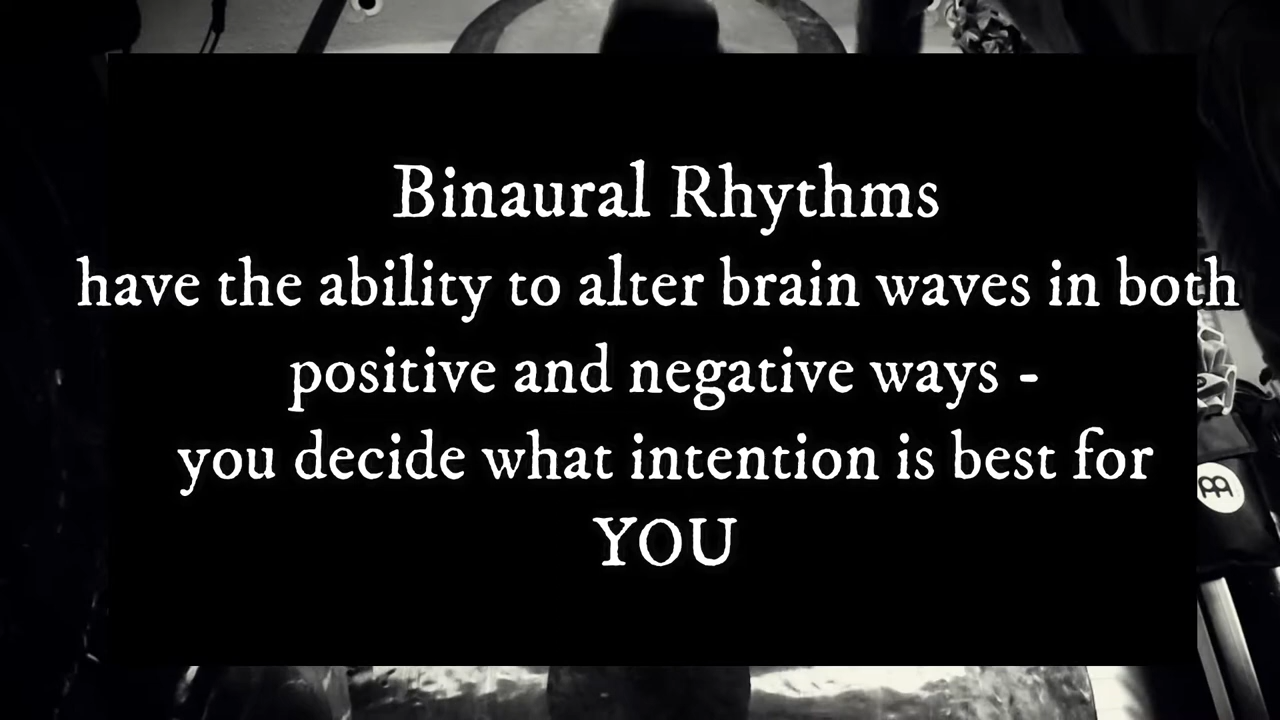 Binaural Rhythms
have the ability to alter brain waves in both
positive and negative ways -
you decide what intention is best for
YOU